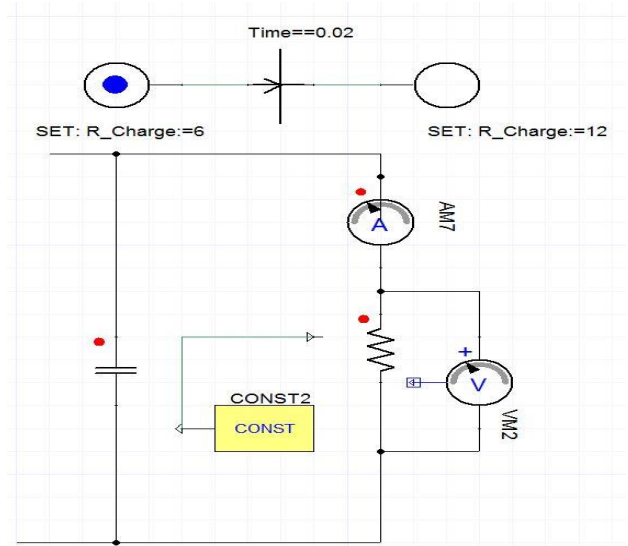 Time==0.02
SET: R_Charge:=6
SET: R_Charge:=12
AM7
A
CONST2
CONST
+
V
VM2